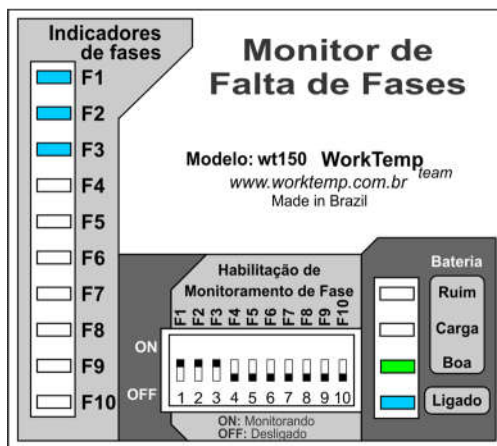 Indicadores
de fases
F1
F2
F3
F4
F5
F6
F7
F8
F9
F10
Monitor de
Falta de Fases
Modelo: wt150 WorkTemp
team
www.worktemp.com.br
Made in Brazil
Habilitação de
Monitoramento de Fase
F1 F2 F3 F4 F5 F6 F7 F8 F9 F10
ON
OFF
1 2 3 4 5 6 7 8 9 10
ON: Monitorando
OFF: Desligado
Bateria
Ruim
Carga
Boa
Ligado